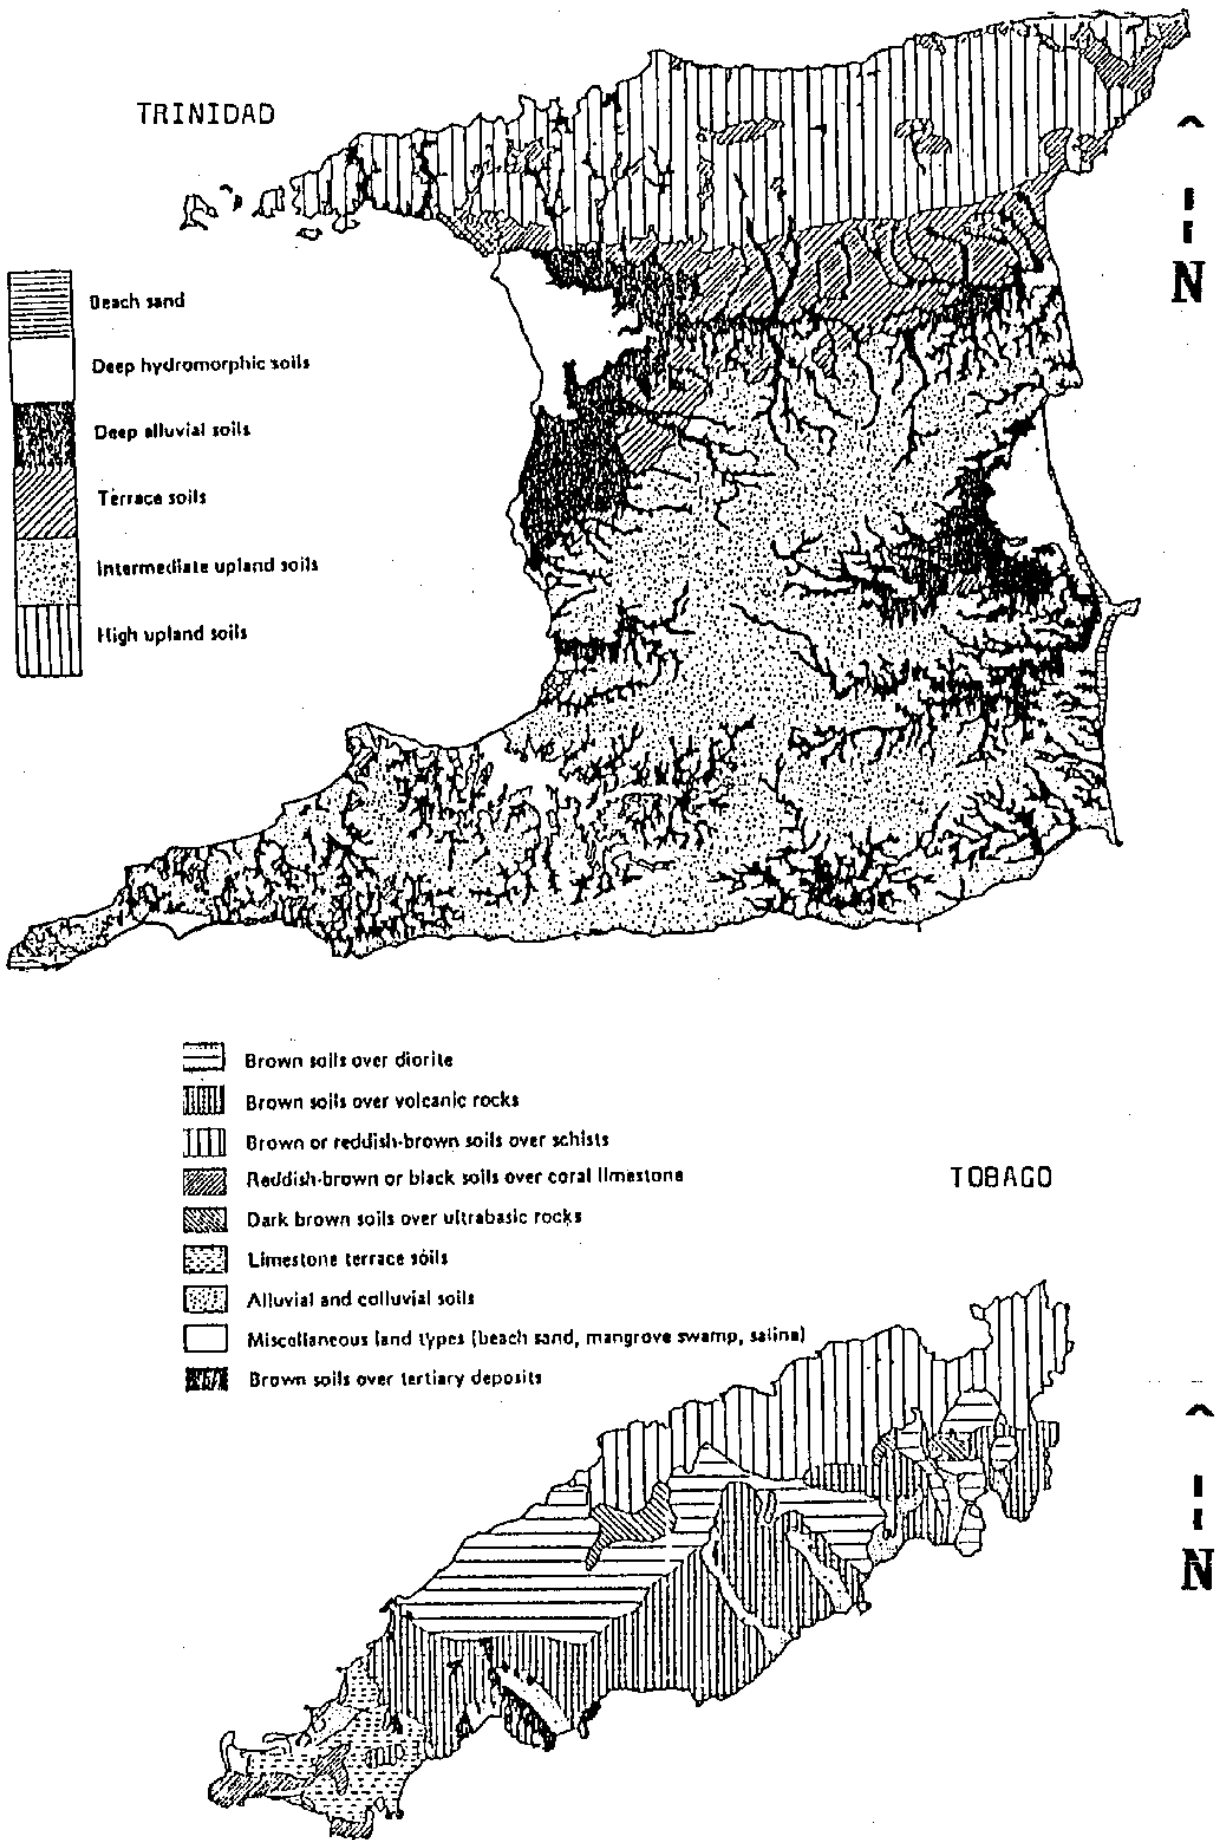 TRINIDAD
N
Beach sand
Deep hydromorphic soils
Deep alluvial soils
Terrace soils
Intermediate upland soils
High upland soils
Brown soils over diorite
Brown soils over volcanic rocks
Brown or reddish-brown soils over schists
Reddish-brown or black soils over coral limestone
Dark brown soils over ultrabasic rocks
Limestone terrace soils
Alluvial and colluvial soils
Miscellaneous land types (beach sand, mangrove swamp, salina)
Brown soils over tertiary deposits
TOBAGO
N